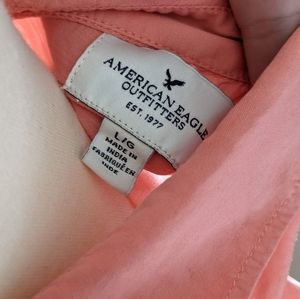 AMERICAN EAGLE
OUTFITTERS
EST. 1977
L/G
MADE IN
INDIA
FABRIQUÉ EN
INDE